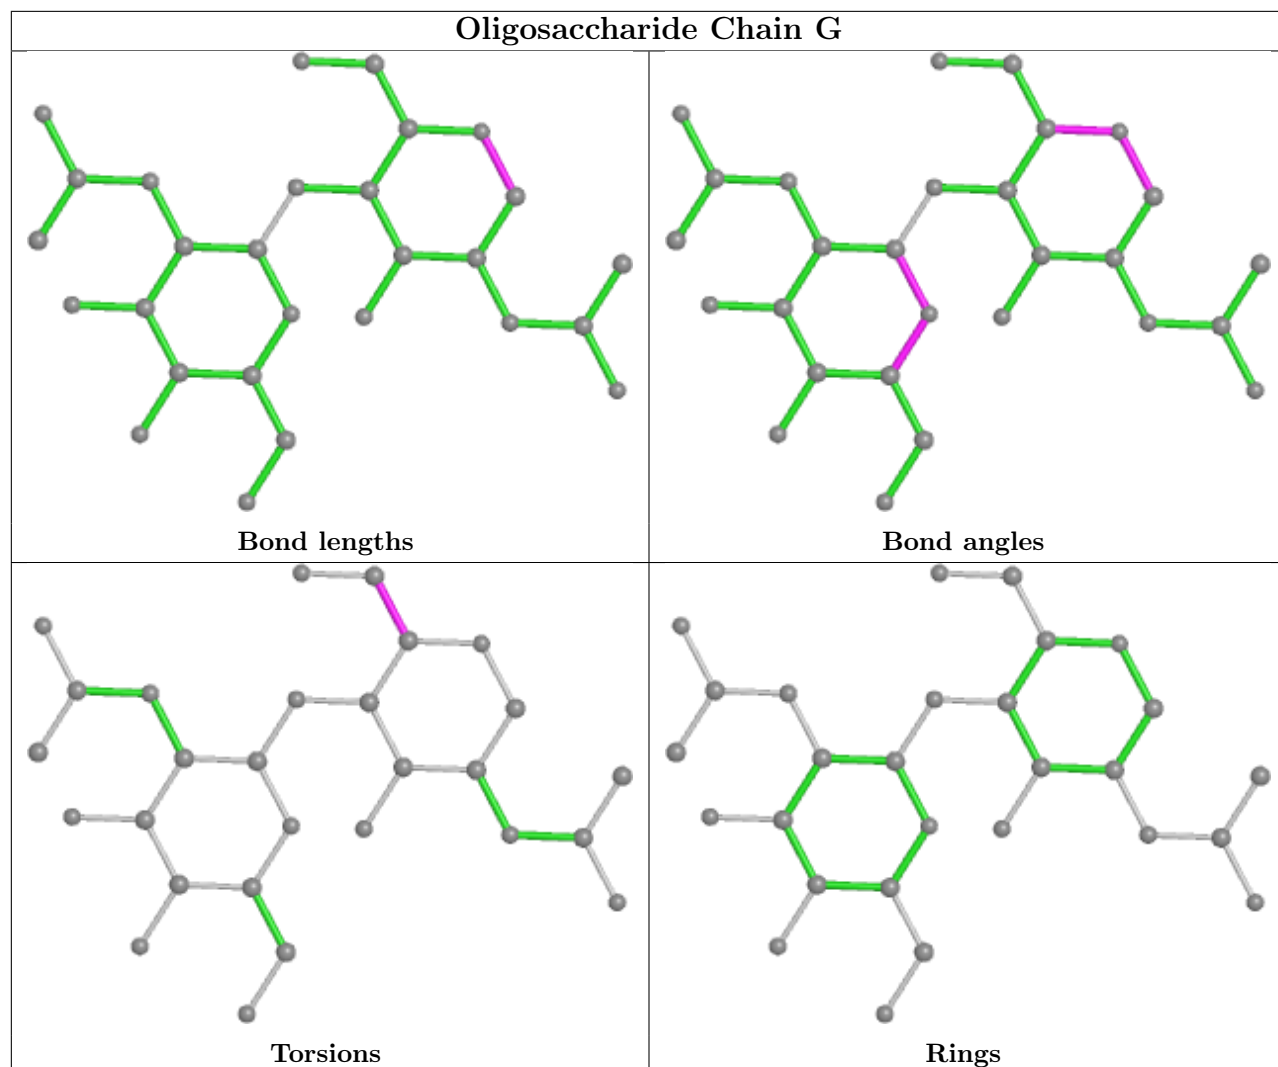 Oligosaccharide Chain G
Bond lengths
Bond angles
Torsions
Rings